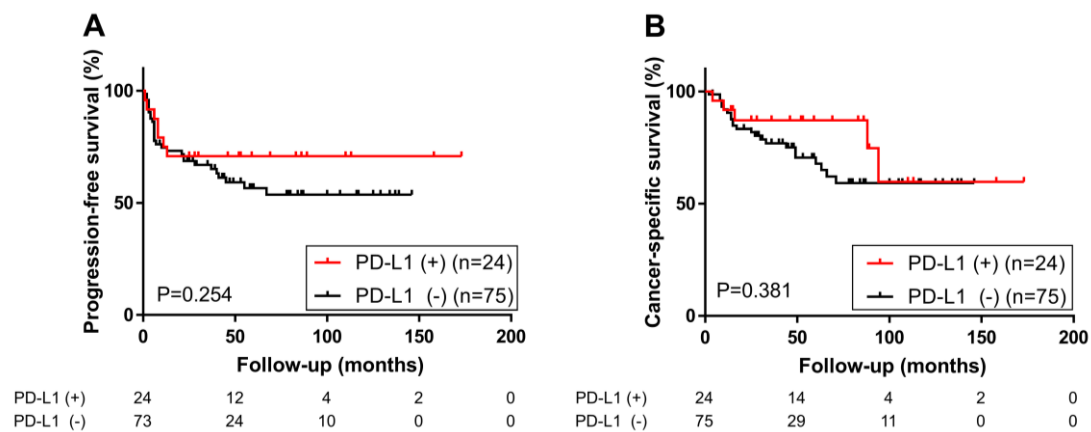 A
Progression-free survival (%)
100
50
0
PD-L1 (+) (n=24)
PD-L1 (-) (n=75)
P=0.254
0 50 100 150 200
Follow-up (months)
PD-L1 (+) 24 12 4 2 0
PD-L1 (-) 73 24 10 0 0
B
Cancer-specific survival (%)
100
50
0
PD-L1 (+) (n=24)
PD-L1 (-) (n=75)
P=0.381
0 50 100 150 200
Follow-up (months)
PD-L1 (+) 24 14 4 2 0
PD-L1 (-) 75 29 11 0 0